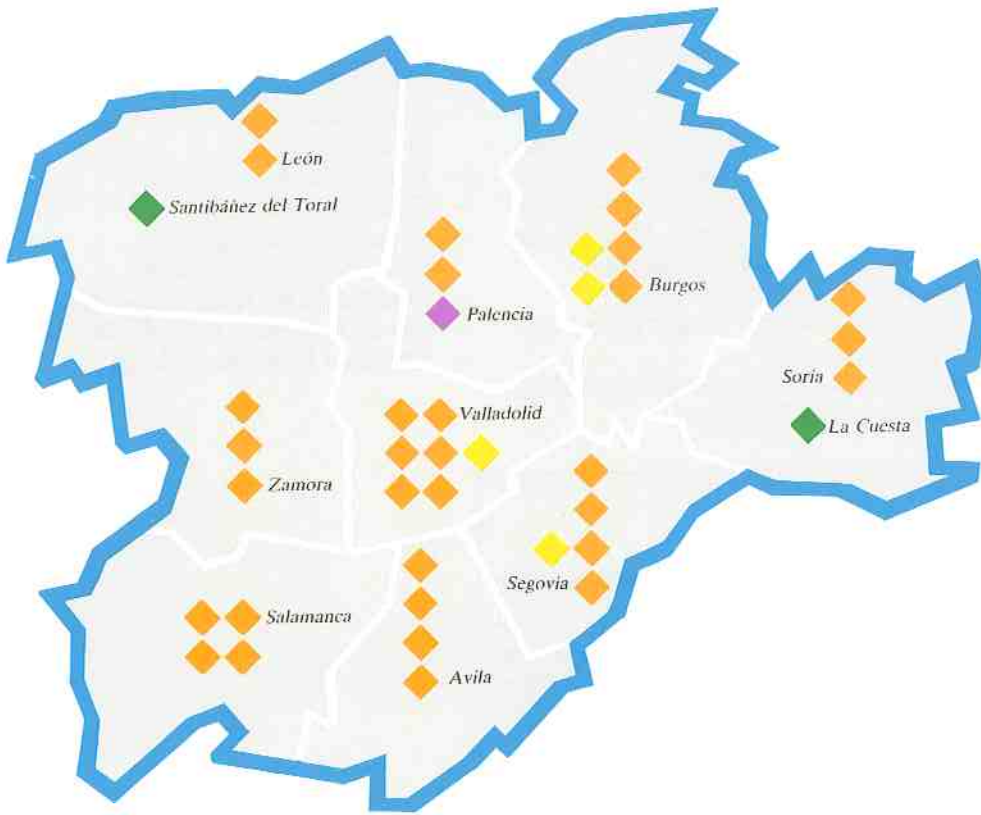 León
Santibáñez del Toral
Burgos
Palencia
Soria
Valladolid
La Cuesta
Zamora
Segovia
Salamanca
Avila